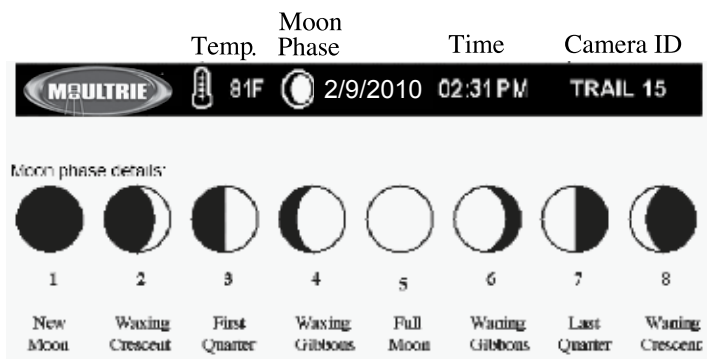 Moon
Temp. Phase Time Camera ID
MOULTRIE 81F 2/9/2010 02:31 PM TRAIL 15
Moon phase details:
1 2 3 4 5 6 7 8
New Waxing First Waxing Full Waning Last Waning
Moon Crescent Quarter Gibbous Moon Gibbous Quarter Crescent